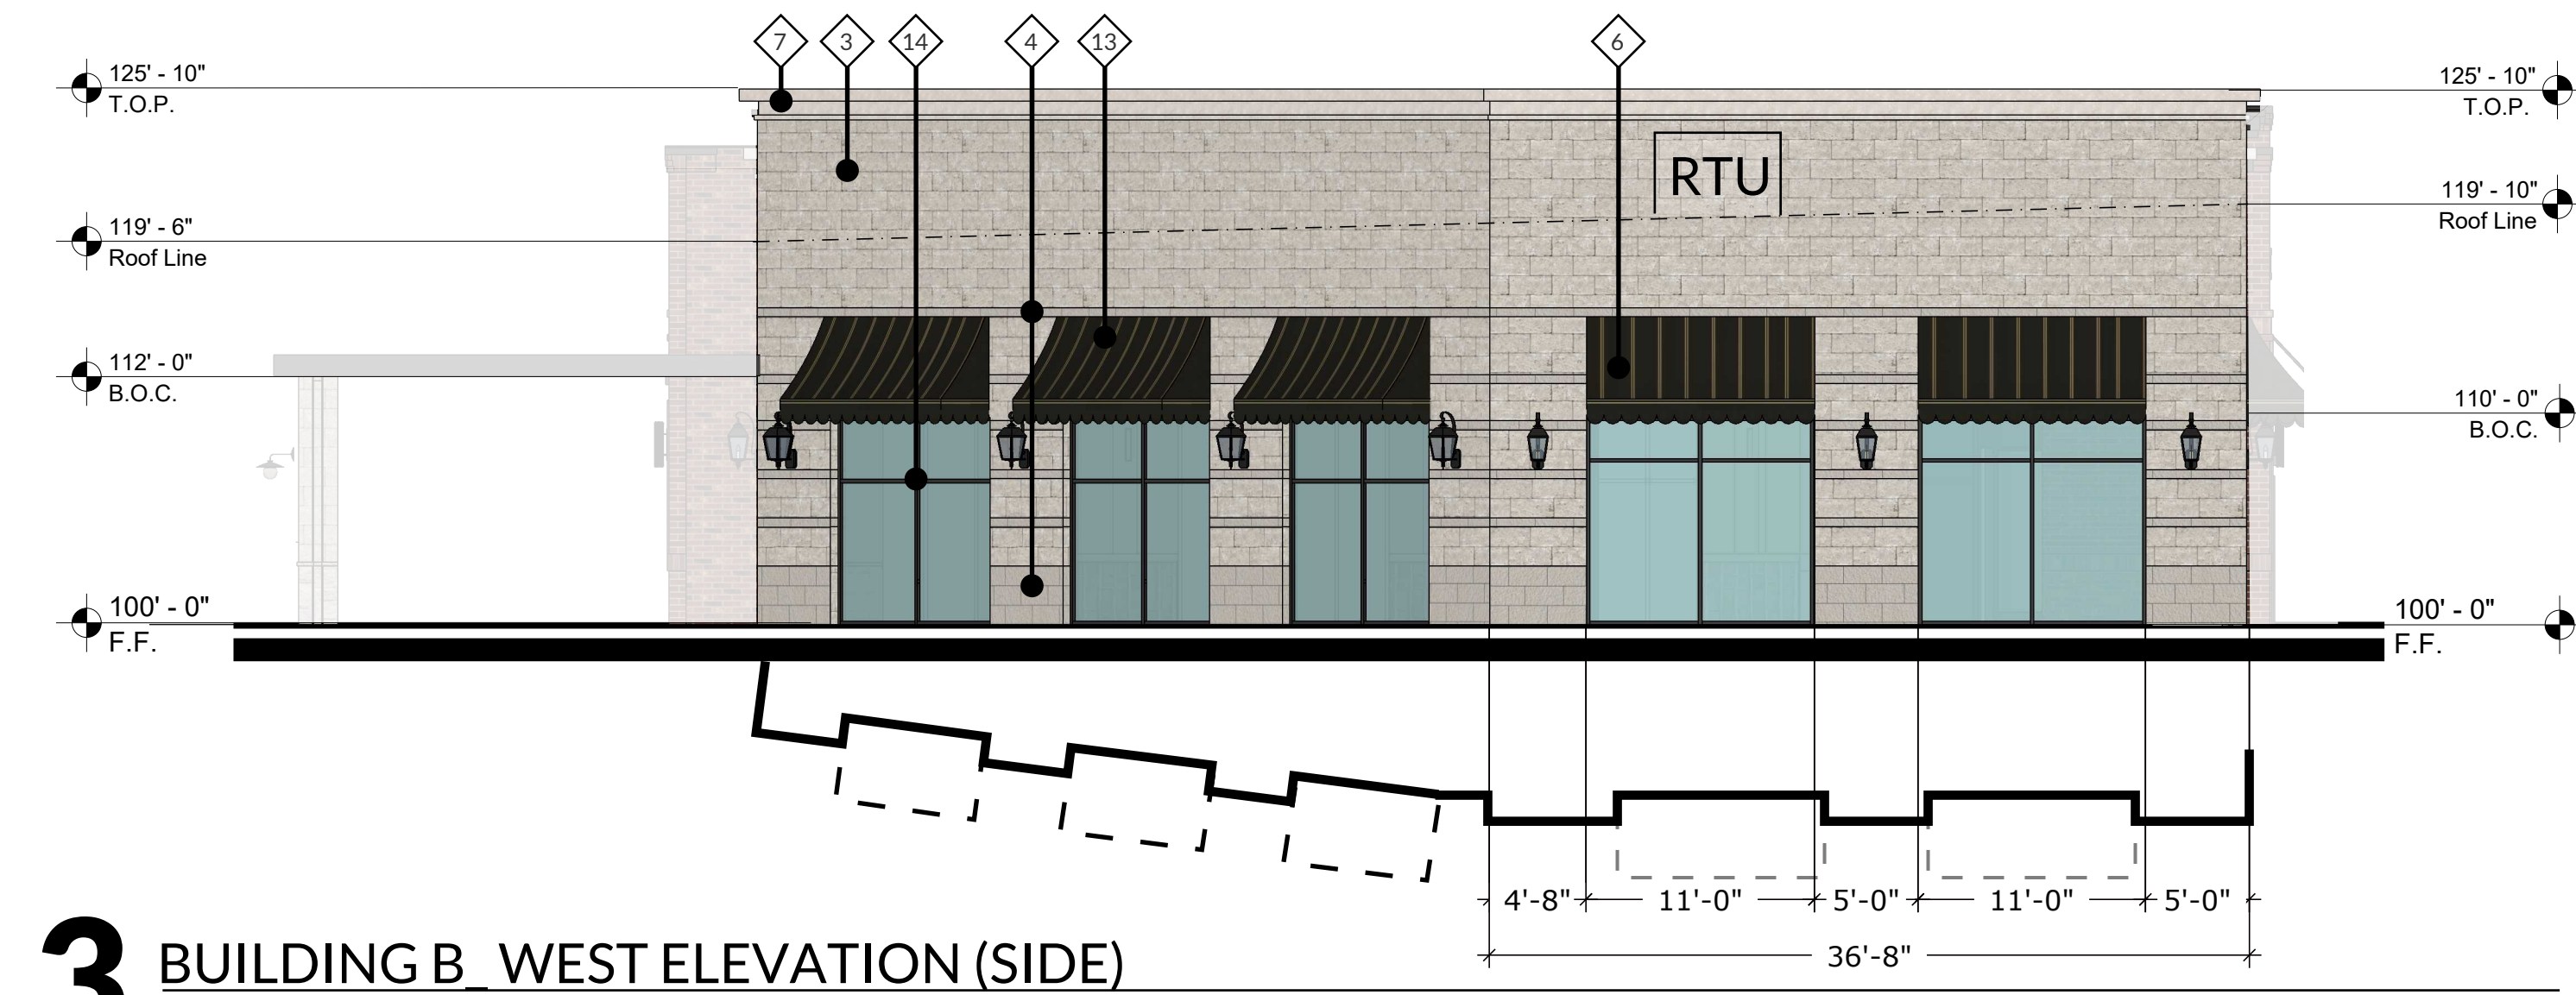 7 3 14 4 13 6
125' - 10"
T.O.P.
125' - 10"
T.O.P.
RTU
119' - 6"
Roof Line
119' - 10"
Roof Line
112' - 0"
B.O.C.
110' - 0"
B.O.C.
100' - 0"
F.F.
100' - 0"
F.F.
4'-8" 11'-0" 5'-0" 11'-0" 5'-0"
36'-8"
3 BUILDING B_ WEST ELEVATION (SIDE)